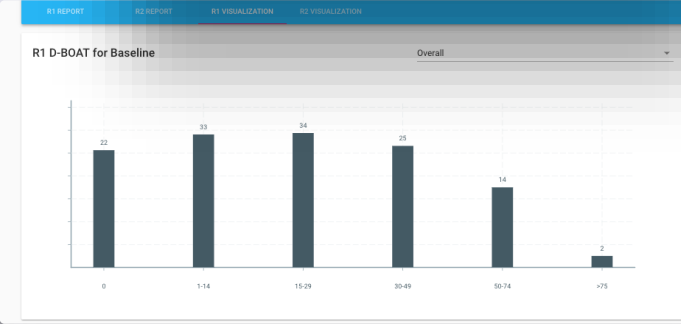 R1 REPORT R2 REPORT R1 VISUALIZATION R2 VISUALIZATION
R1 D-BOAT for Baseline Overall
22 33 34 25 14 2
0 1-14 15-29 30-49 50-74 >75